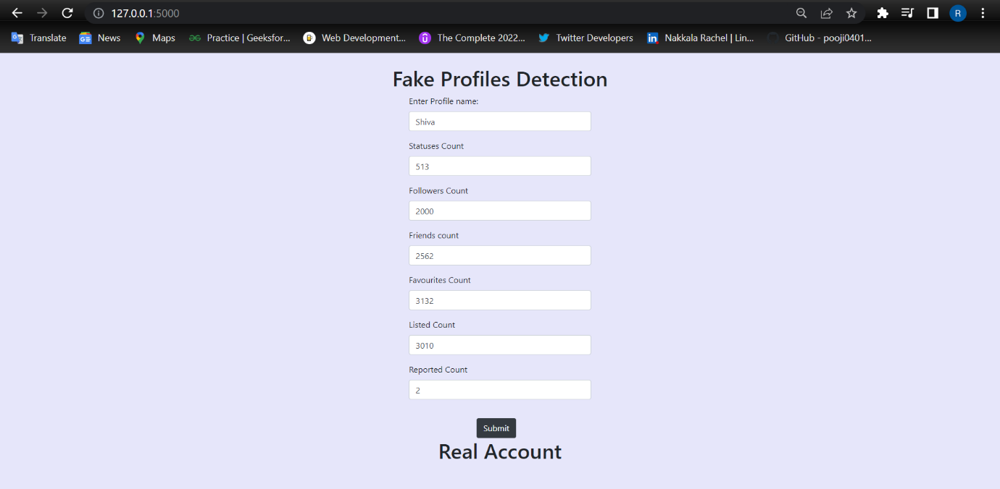 127.0.0.1:5000
R
Translate News Maps Practice | Geeksfor... Web Development... The Complete 2022... Twitter Developers Nakkala Rachel | Lin... GitHub - pooji0401...
Fake Profiles Detection
Enter Profile name:
Shiva
Statuses Count
513
Followers Count
2000
Friends count
2562
Favourites Count
3132
Listed Count
3010
Reported Count
2
Submit
Real Account